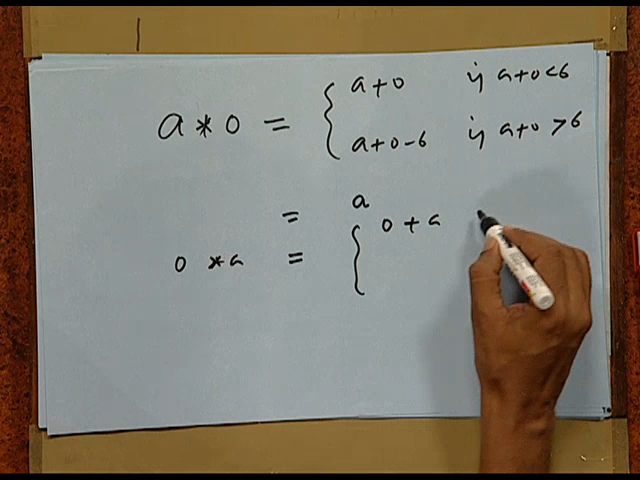 a + 0 if a+0<6
a * 0 = {
a+0-6 if a+0 >6
= a
0 + a
0 * a = {